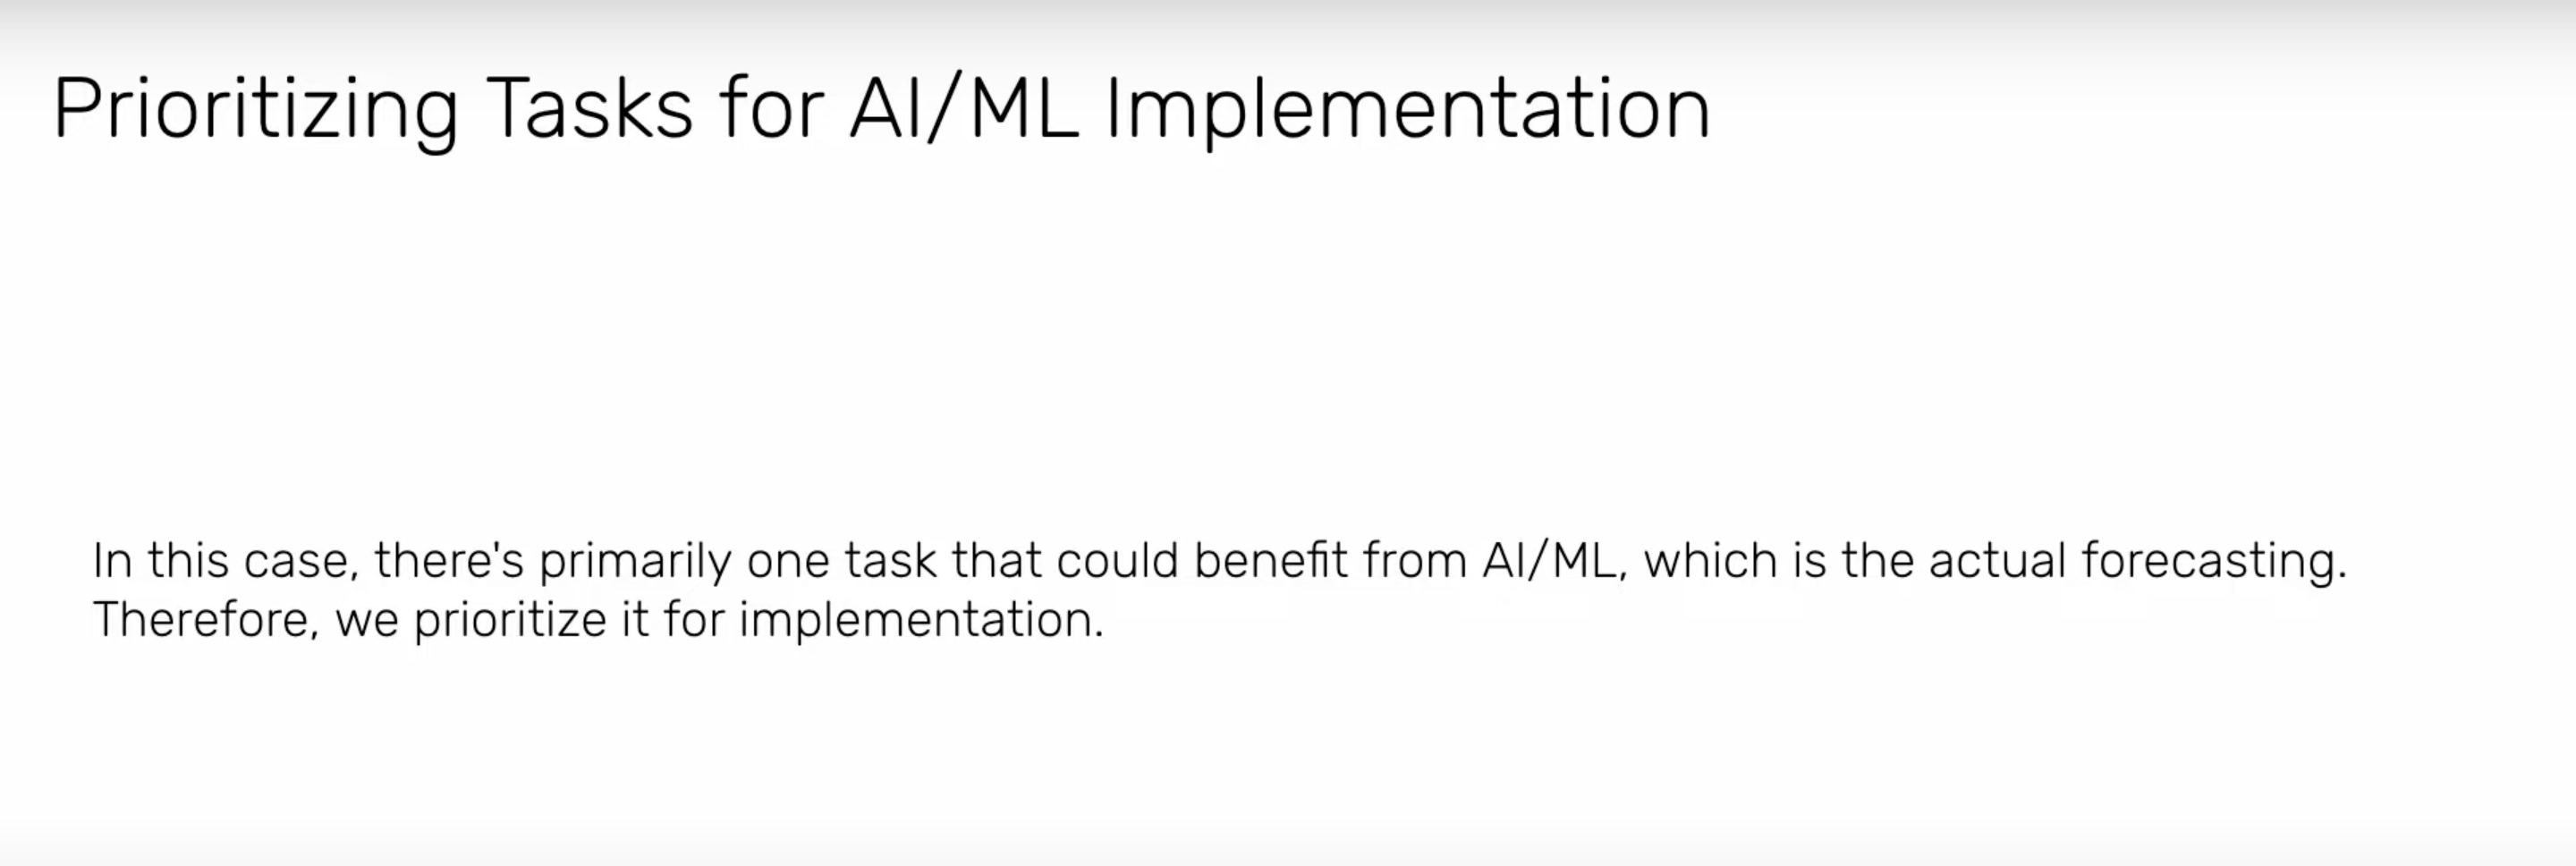 Prioritizing Tasks for AI/ML Implementation
In this case, there's primarily one task that could benefit from AI/ML, which is the actual forecasting.
Therefore, we prioritize it for implementation.